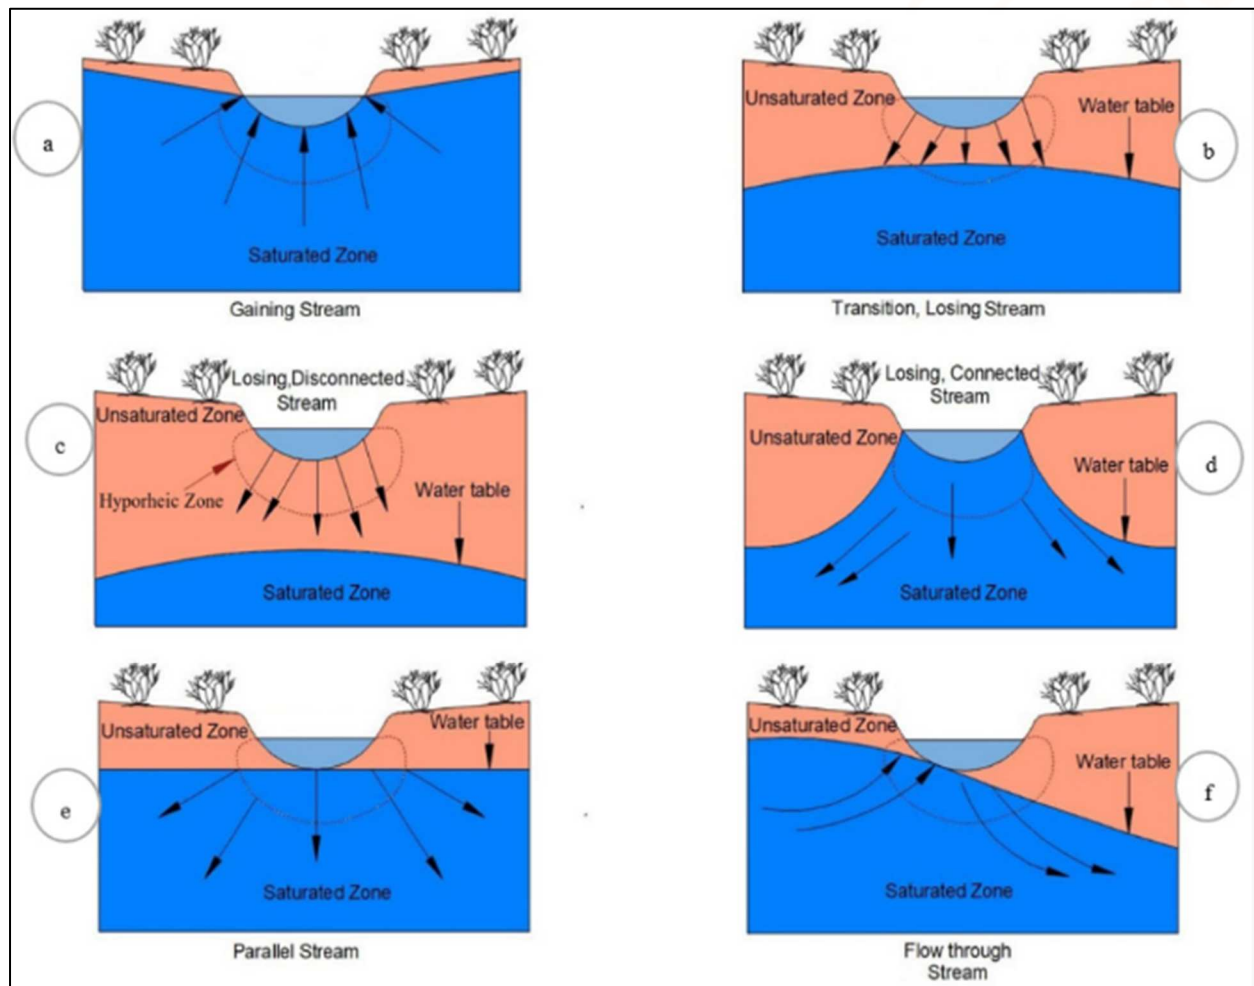 a
Saturated Zone
Gaining Stream
Unsaturated Zone
Water table
b
Saturated Zone
Transition, Losing Stream
Losing,Disconnected
Stream
Unsaturated Zone
c
Hyporheic Zone
Water table
Saturated Zone
Losing, Connected
Stream
Unsaturated Zone
Water table
d
Saturated Zone
Unsaturated Zone
Water table
e
Saturated Zone
Parallel Stream
Unsaturated Zone
Water table
f
Saturated Zone
Flow through
Stream